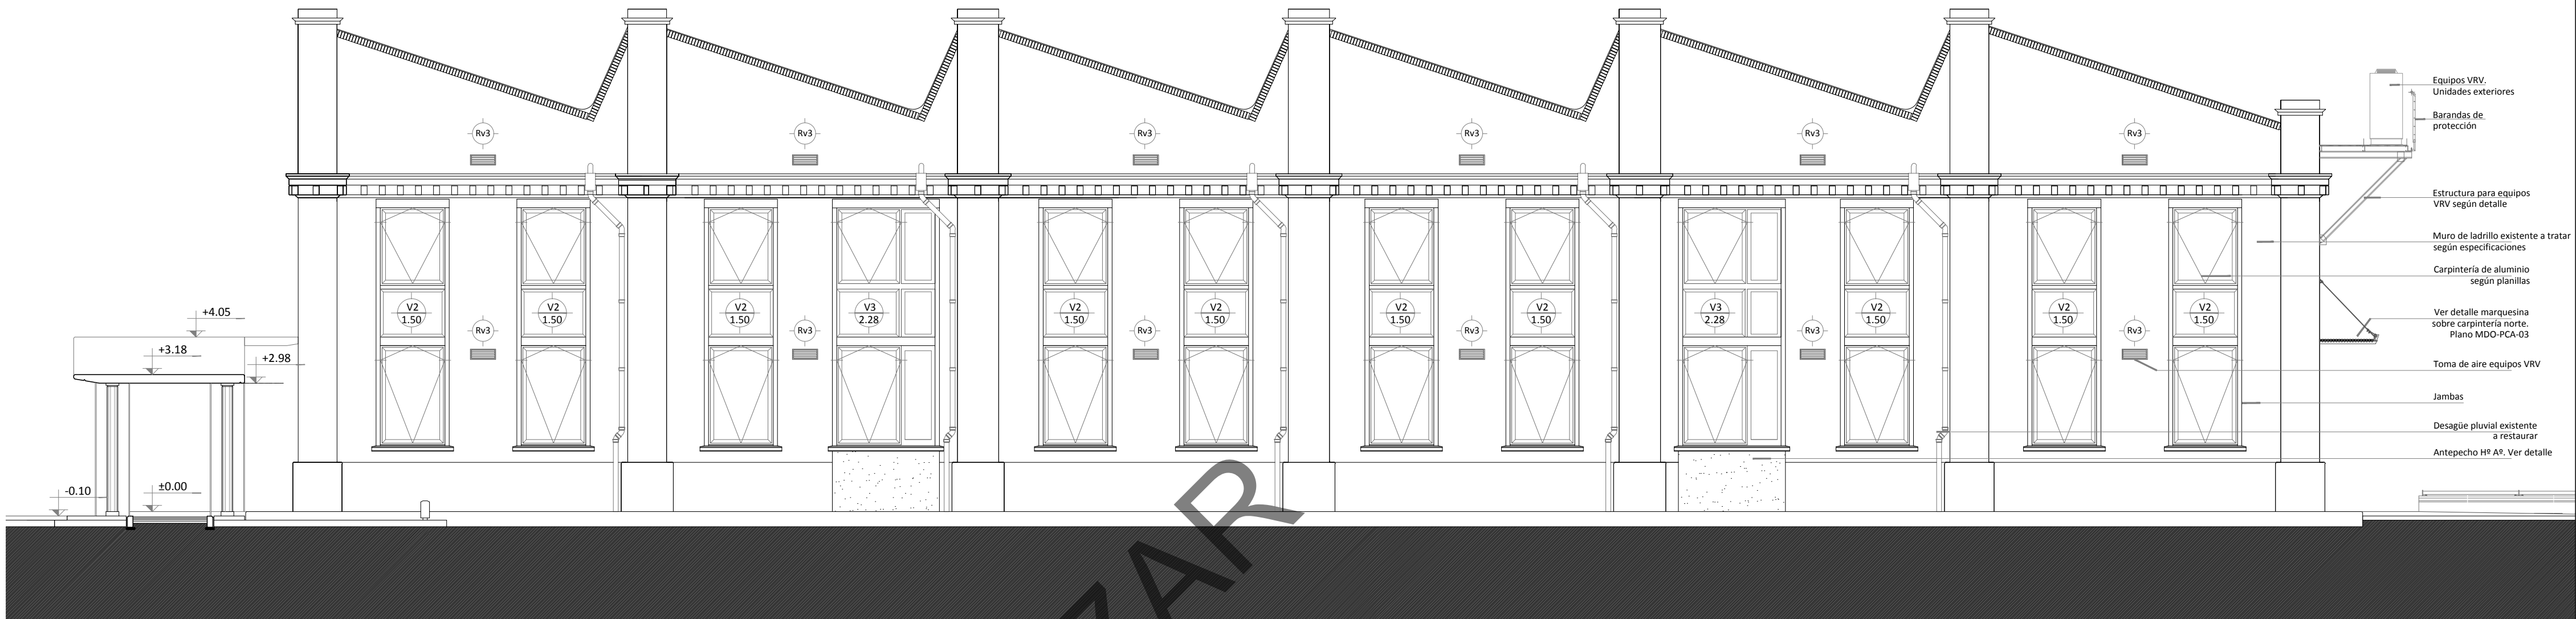 Rv3
Rv3
Rv3
Rv3
Rv3
Rv3
V2
1.50
V2
1.50
V2
1.50
V3
2.28
V2
1.50
V2
1.50
V2
1.50
V2
1.50
V3
2.28
V2
1.50
V2
1.50
V2
1.50
Rv3
Rv3
Rv3
Rv3
Rv3
Rv3
+4.05
+3.18
+2.98
-0.10
±0.00
Equipos VRV.
Unidades exteriores
Barandas de
protección
Estructura para equipos
VRV según detalle
Muro de ladrillo existente a tratar
según especificaciones
Carpintería de aluminio
según planillas
Ver detalle marquesina
sobre carpintería norte.
Plano MDO-PCA-03
Toma de aire equipos VRV
Jambas
Desagüe pluvial existente
a restaurar
Antepecho Hº Aº. Ver detalle
ZAR